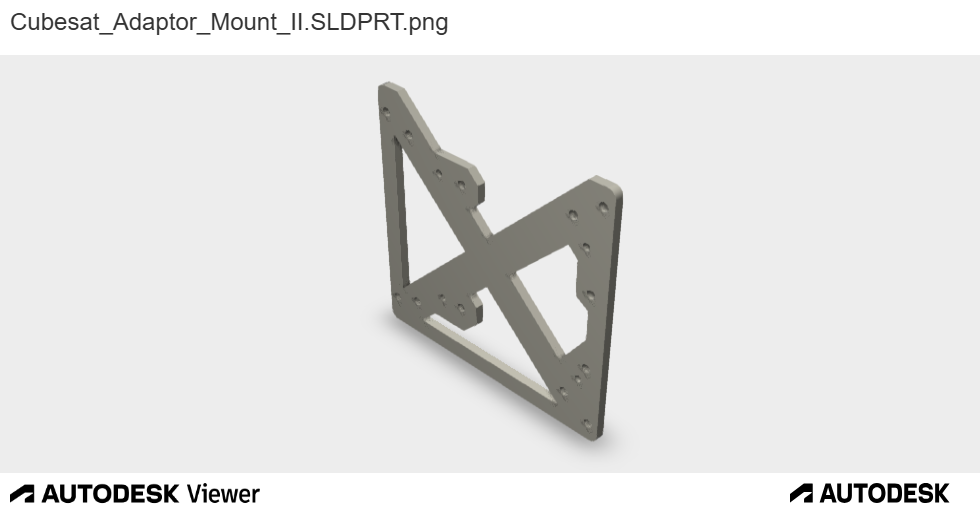 Cubesat_Adaptor_Mount_II.SLDPRT.png
AUTODESK Viewer
AUTODESK